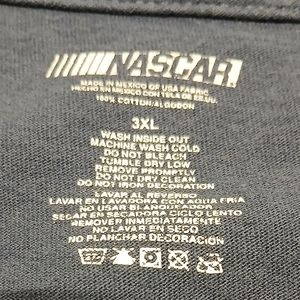 NASCAR
MADE IN MEXICO OF USA FABRIC
HECHO EN MEXICO CON TELA DE EE.UU.
100% COTTON/ALGODON
3XL
WASH INSIDE OUT
MACHINE WASH COLD
DO NOT BLEACH
TUMBLE DRY LOW
REMOVE PROMPTLY
DO NOT DRY CLEAN
DO NOT IRON DECORATION
LAVAR AL REVERSO
LAVAR EN LAVADORA CON AGUA FRIA
NO USAR BLANQUEADOR
SECAR EN SECADORA CICLO LENTO
REMOVER INMEDIATAMENTE
NO LAVAR EN SECO
NO PLANCHAR DECORACION